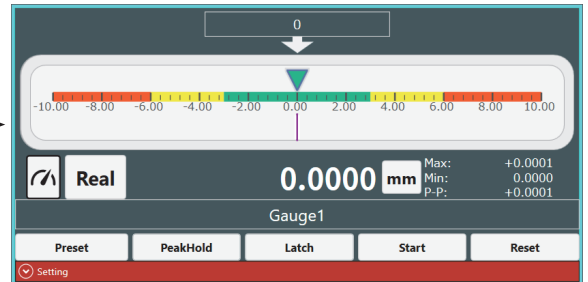 0
-10.00 -8.00 -6.00 -4.00 -2.00 0.00 2.00 4.00 6.00 8.00 10.00
Real 0.0000 mm
Max: +0.0001
Min: 0.0000
P-P: +0.0001
Gauge1
Preset PeakHold Latch Start Reset
Setting